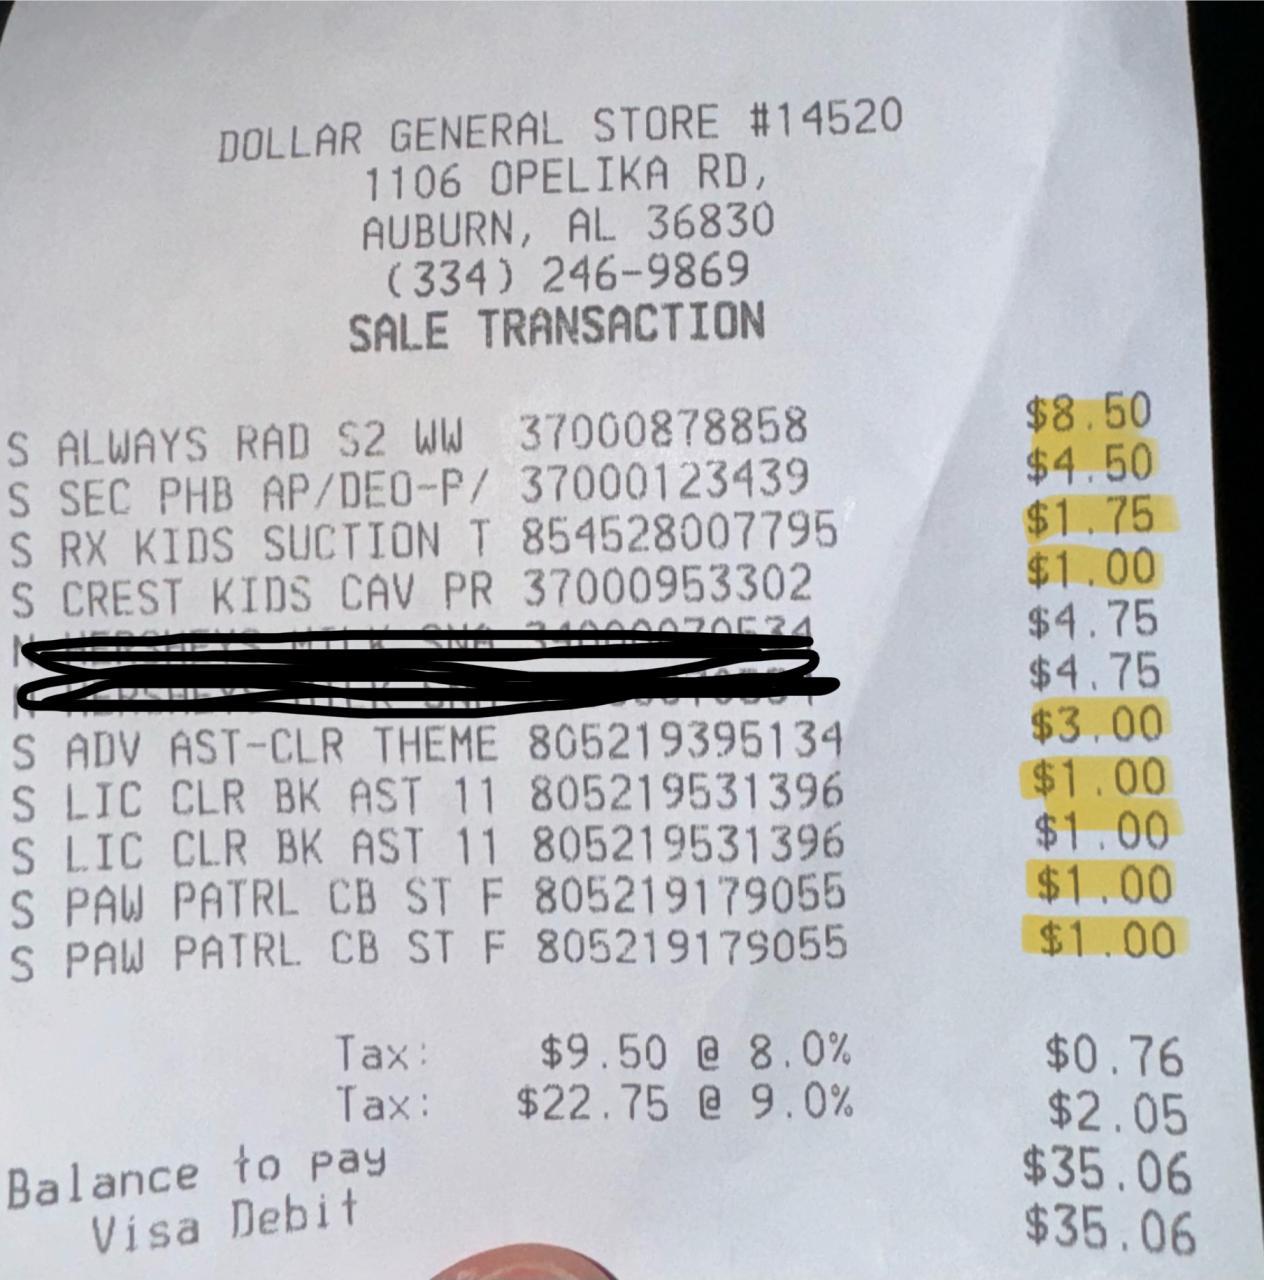 DOLLAR GENERAL STORE #14520
1106 OPELIKA RD,
AUBURN, AL 36830
(334) 246-9869
SALE TRANSACTION
S ALWAYS RAD S2 WW 37000878858 $8.50
S SEC PHB AP/DEO-P/ 37000123439 $4.50
S RX KIDS SUCTION T 854528007795 $1.75
S CREST KIDS CAV PR 37000953302 $1.00
$4.75
$4.75
S ADV AST-CLR THEME 805219395134 $3.00
S LIC CLR BK AST 11 805219531396 $1.00
S LIC CLR BK AST 11 805219531396 $1.00
S PAW PATRL CB ST F 805219179055 $1.00
S PAW PATRL CB ST F 805219179055 $1.00
Tax: $9.50 @ 8.0% $0.76
Tax: $22.75 @ 9.0% $2.05
Balance to pay $35.06
Visa Debit $35.06